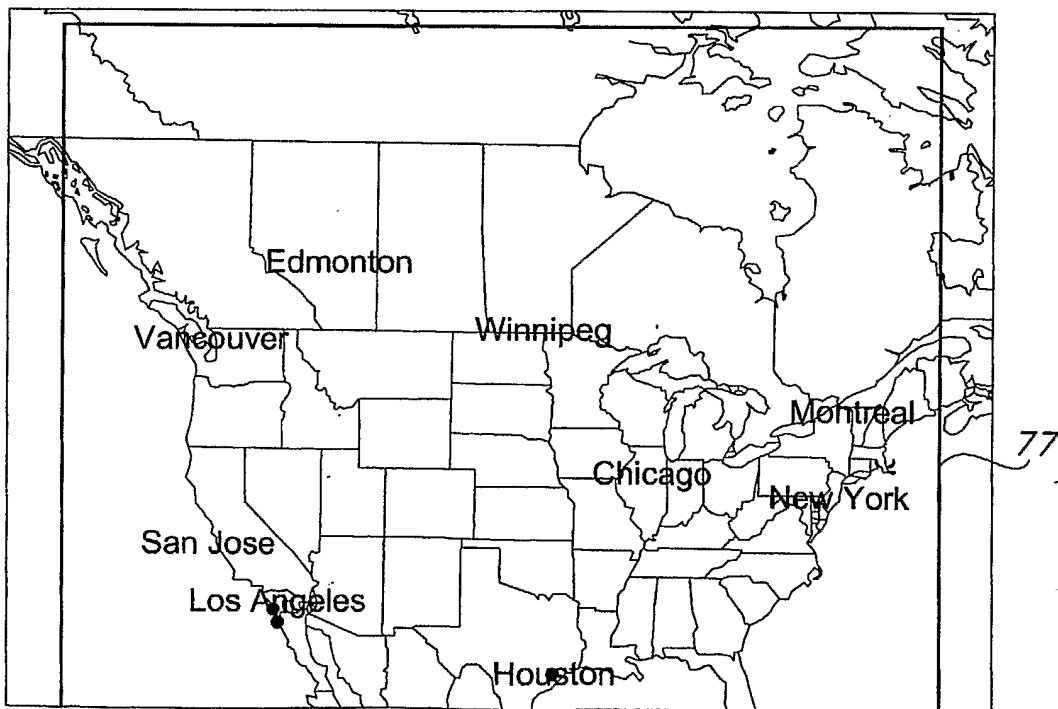 Edmonton
Vancouver
Winnipeg
Montreal
77
Chicago
New York
San Jose
Los Angeles
Houston